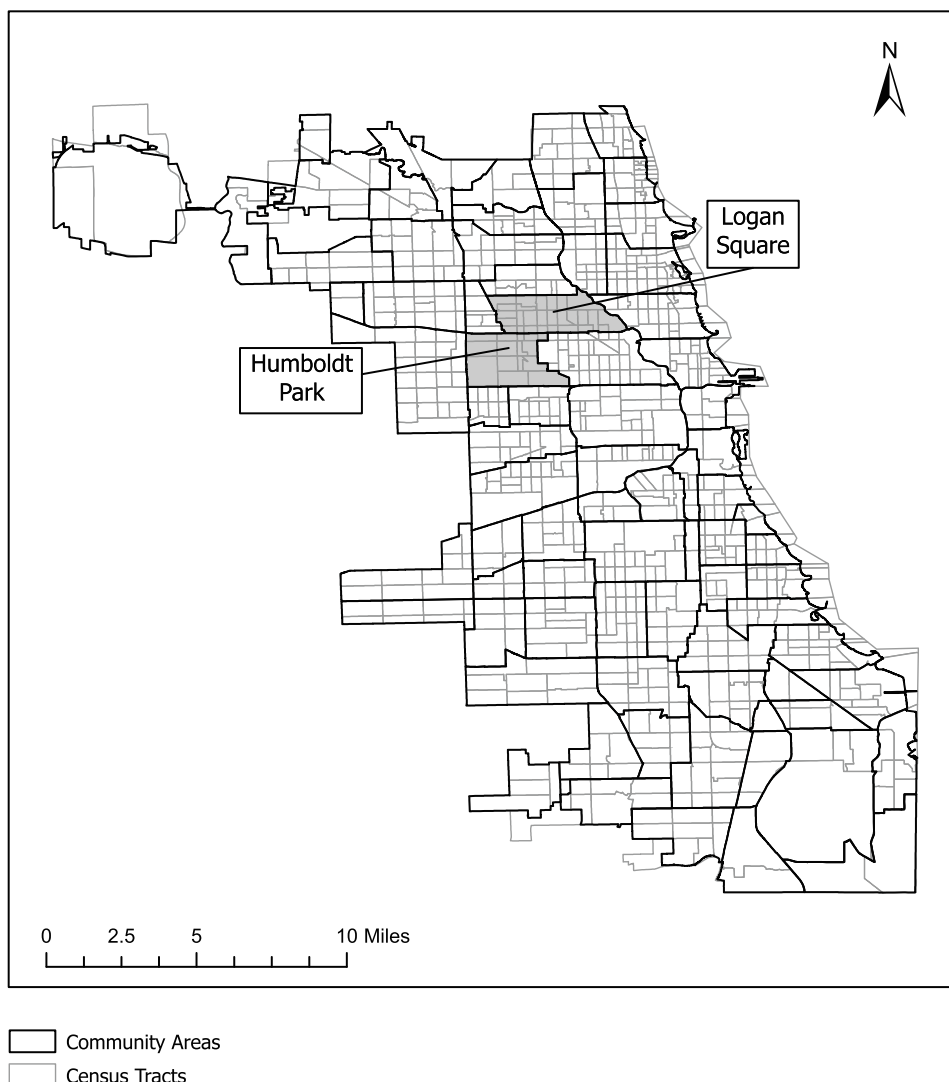 N
Logan
Square
Humboldt
Park
0 2.5 5 10 Miles
Community Areas
Census Tracts